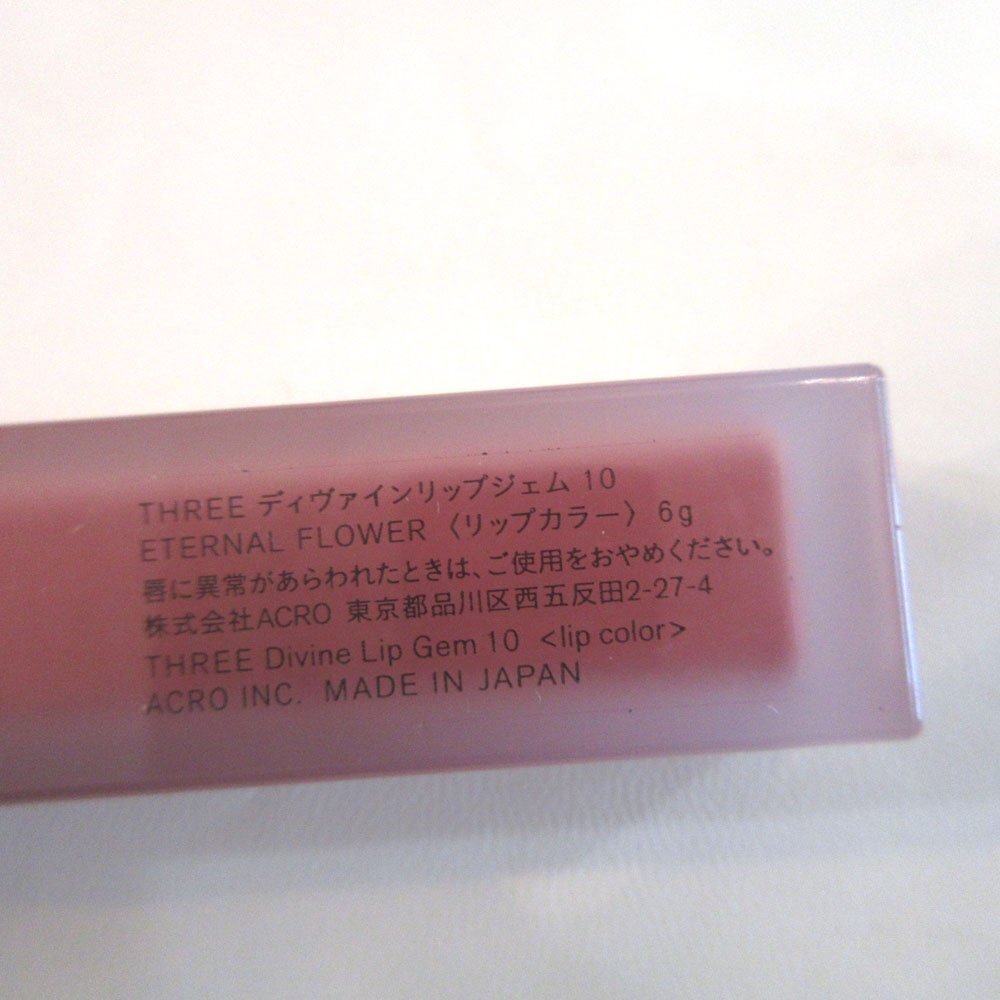 THREE ディヴァインリップジェム 10
ETERNAL FLOWER 〈リップカラー〉 6g
唇に異常があらわれたときは、ご使用をおやめください。
株式会社ACRO 東京都品川区西五反田2-27-4
THREE Divine Lip Gem 10 <lip color>
ACRO INC. MADE IN JAPAN